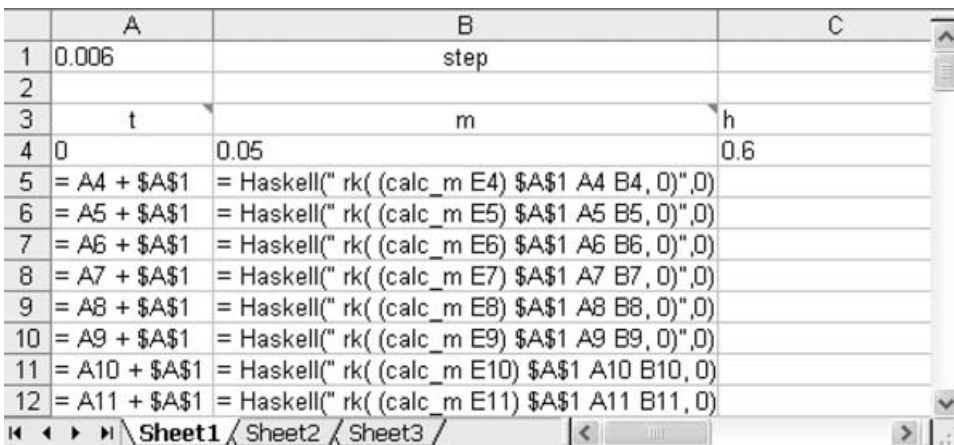 A B C
1 0.006 step
2
3 t m h
4 0 0.05 0.6
5 = A4 + $A$1 = Haskell(" rk( (calc_m E4) $A$1 A4 B4, 0)",0)
6 = A5 + $A$1 = Haskell(" rk( (calc_m E5) $A$1 A5 B5, 0)",0)
7 = A6 + $A$1 = Haskell(" rk( (calc_m E6) $A$1 A6 B6, 0)",0)
8 = A7 + $A$1 = Haskell(" rk( (calc_m E7) $A$1 A7 B7, 0)",0)
9 = A8 + $A$1 = Haskell(" rk( (calc_m E8) $A$1 A8 B8, 0)",0)
10 = A9 + $A$1 = Haskell(" rk( (calc_m E9) $A$1 A9 B9, 0)",0)
11 = A10 + $A$1 = Haskell(" rk( (calc_m E10) $A$1 A10 B10, 0)
12 = A11 + $A$1 = Haskell(" rk( (calc_m E11) $A$1 A11 B11, 0)
Sheet1 Sheet2 Sheet3